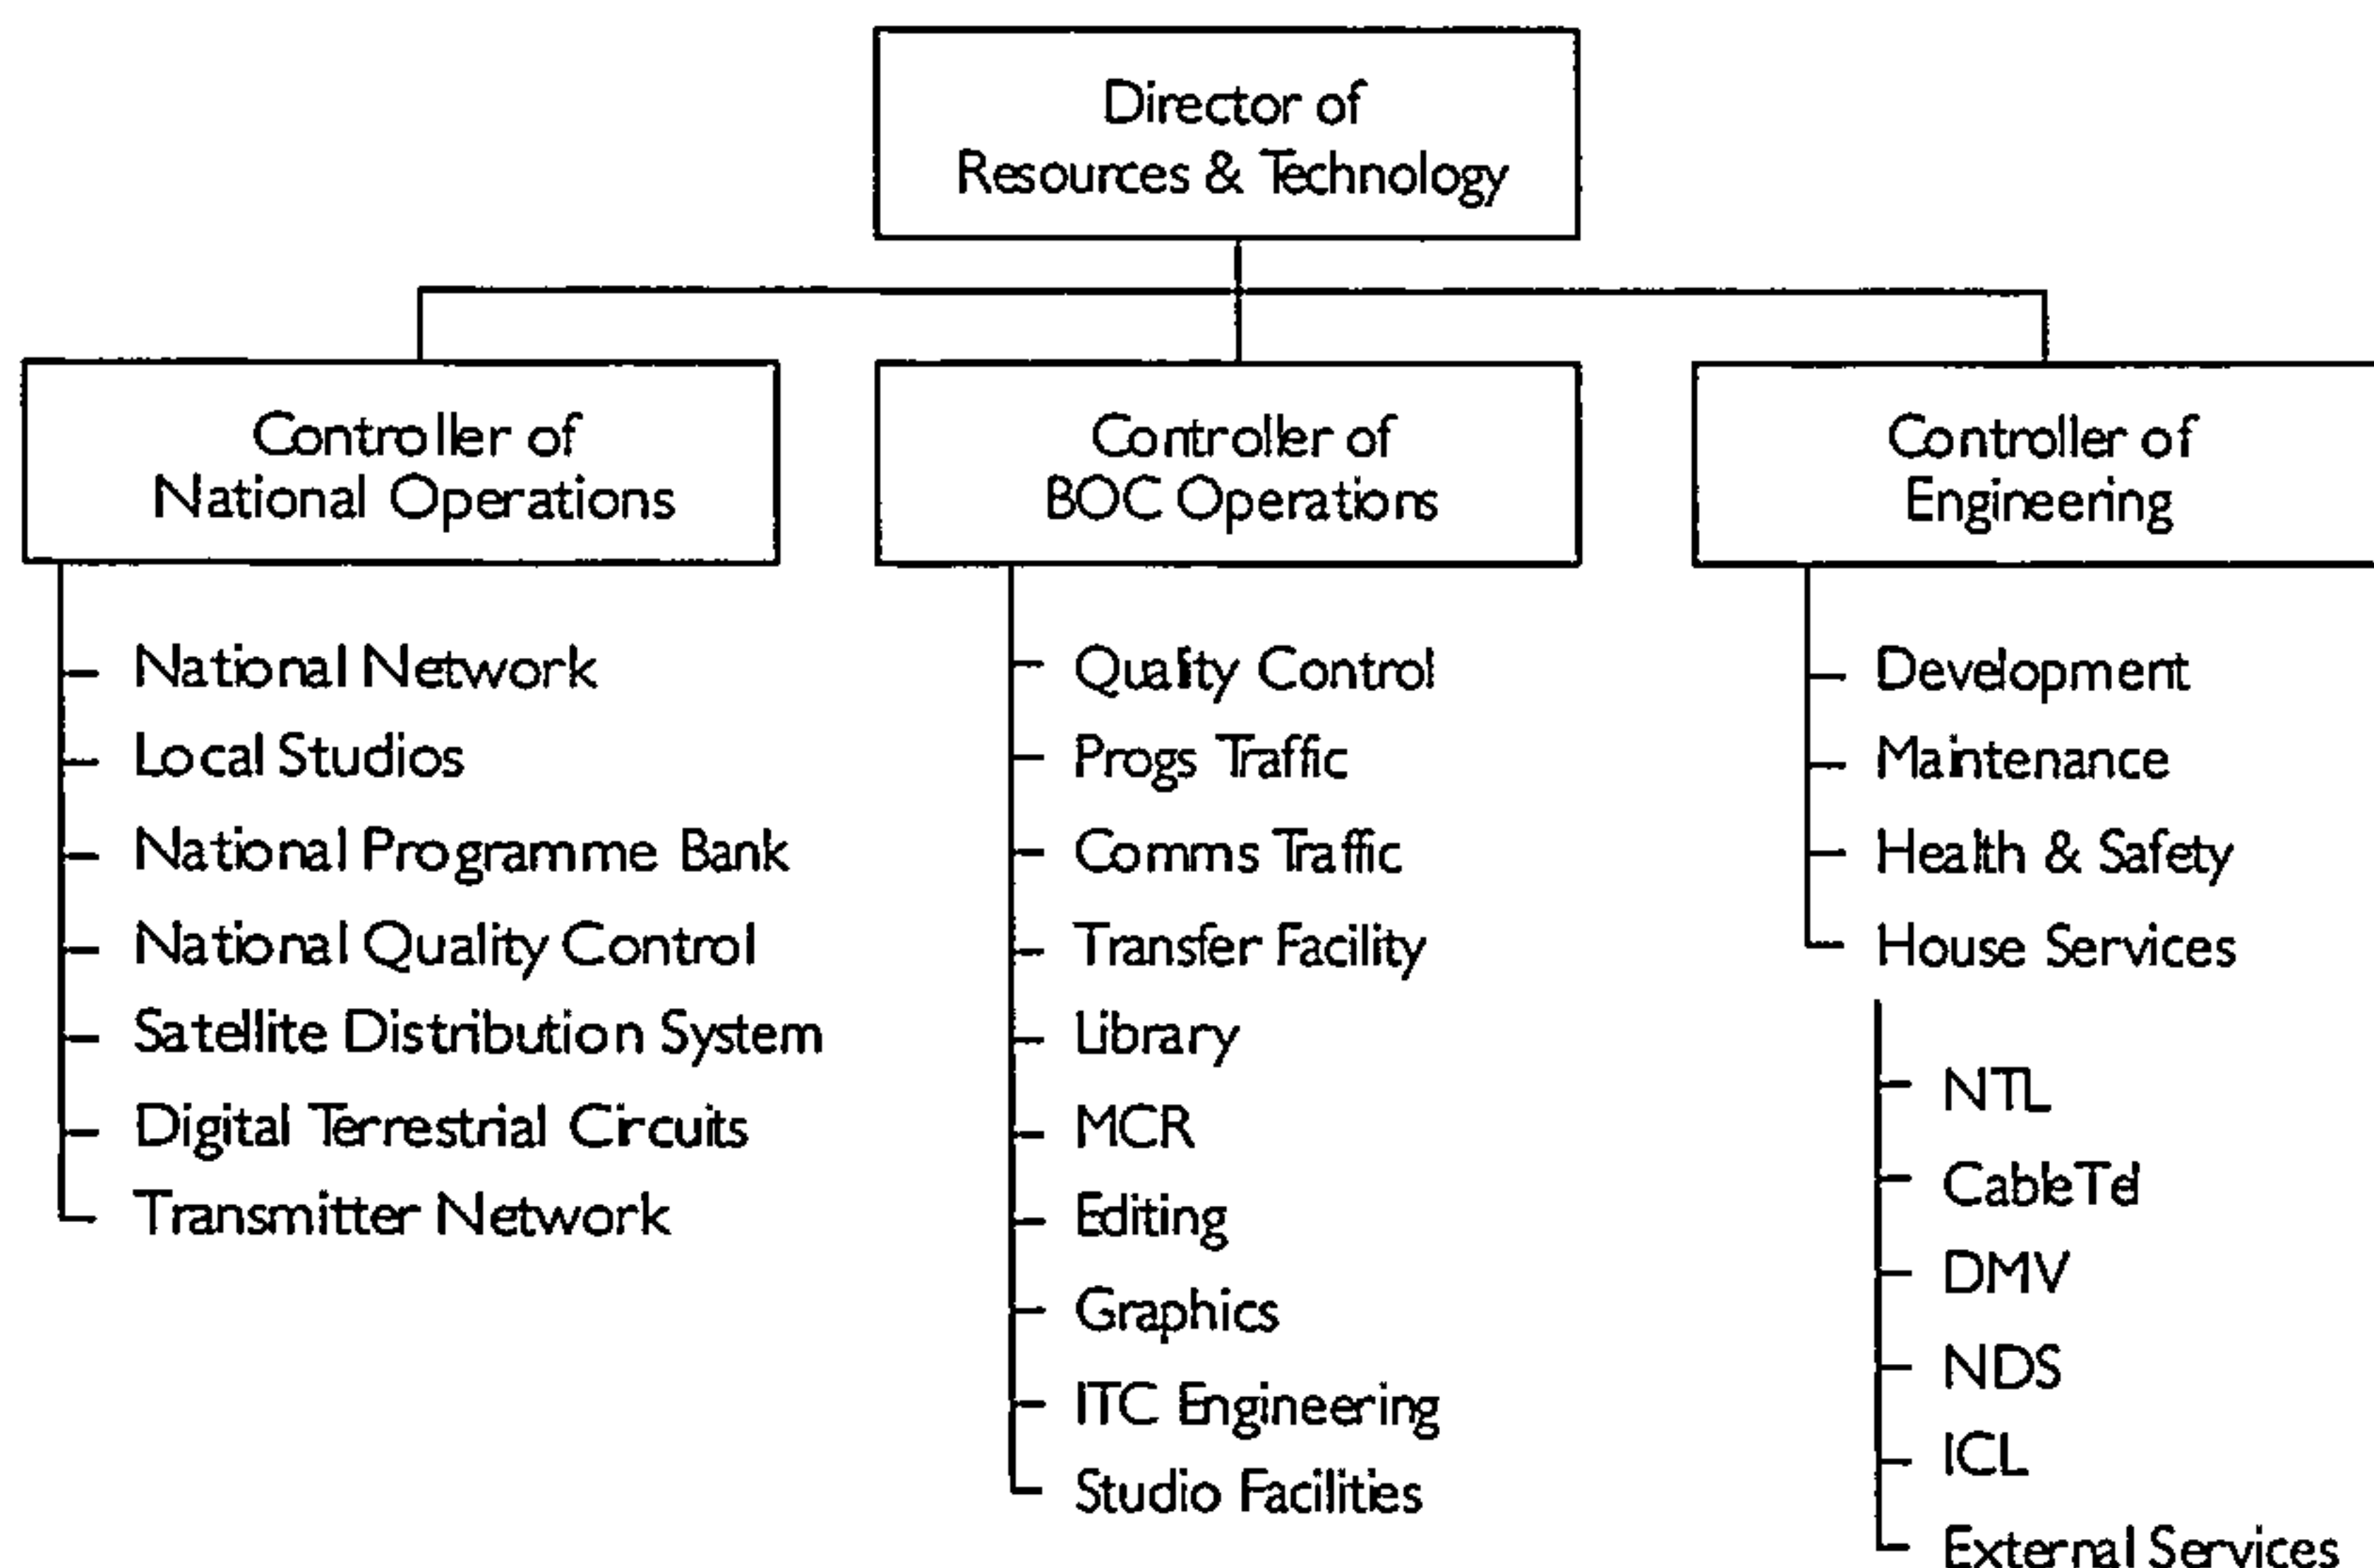 Director of
Resources & Technology
Controller of
National Operations
National Network
Local Studios
National Programme Bank
National Quality Control
Satellite Distribution System
Digital Terrestrial Circuits
Transmitter Network
Controller of
BOC Operations
Quality Control
Progs Traffic
Comms Traffic
Transfer Facility
Library
MCR
Editing
Graphics
ITC Engineering
Studio Facilities
Controller of
Engineering
Development
Maintenance
Health & Safety
House Services
NTL
CableTel
DMV
NDS
ICL
External Services